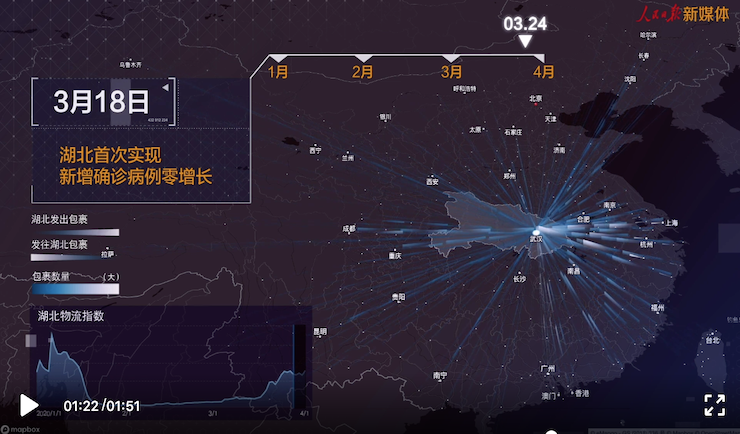 人民日报 新媒体
03.24
1月
2月
3月
4月
3月18日
湖北首次实现
新增确诊病例零增长
湖北发出包裹
发往湖北包裹
包裹数量 (大)
湖北物流指数
2020/1/1
2/1
3/1
4/1
01:22 / 01:51
mapbox
乌鲁木齐
哈尔滨
长春
沈阳
呼和浩特
北京
天津
银川
太原
石家庄
济南
西宁
兰州
郑州
西安
南京
合肥
上海
成都
武汉
杭州
拉萨
重庆
南昌
长沙
贵阳
福州
昆明
台北
广州
南宁
澳门
香港